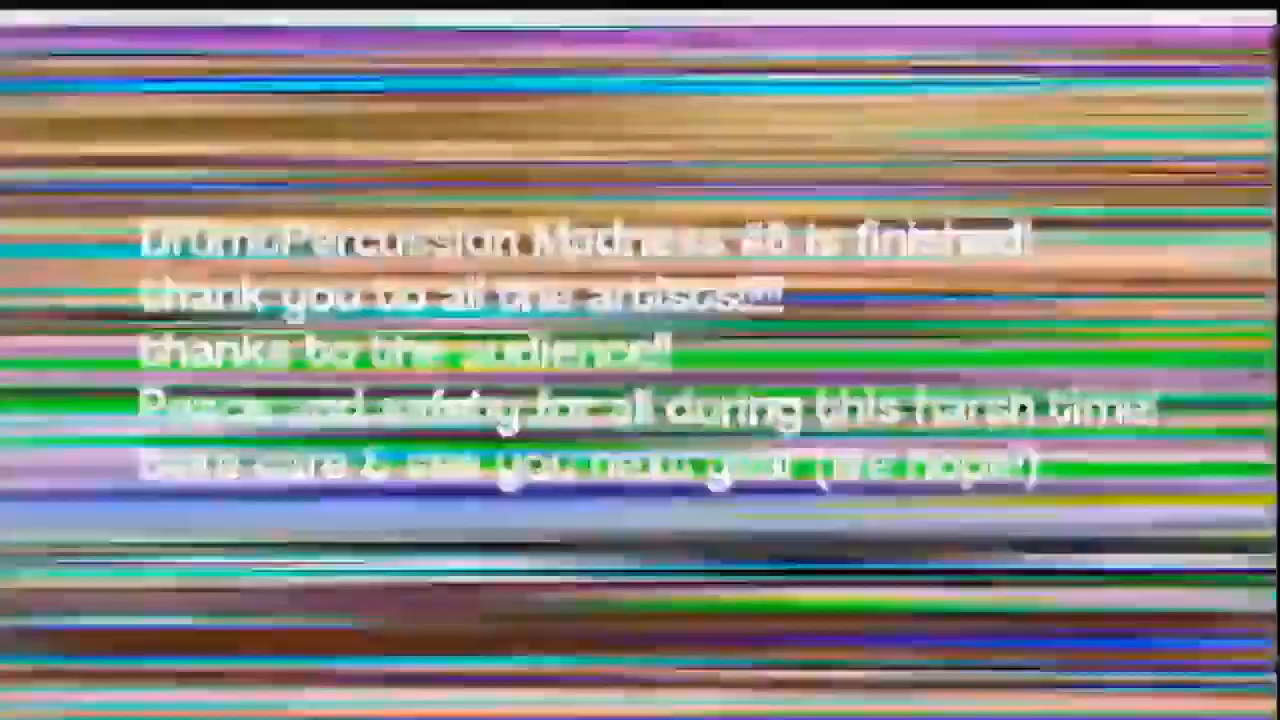 Drum&Percussion Madness #6 is finished!
thank you to all the artists!!!!
thanks to the audience!!
Peace and safety for all during this harsh time!
take care & see you next year (we hope!)